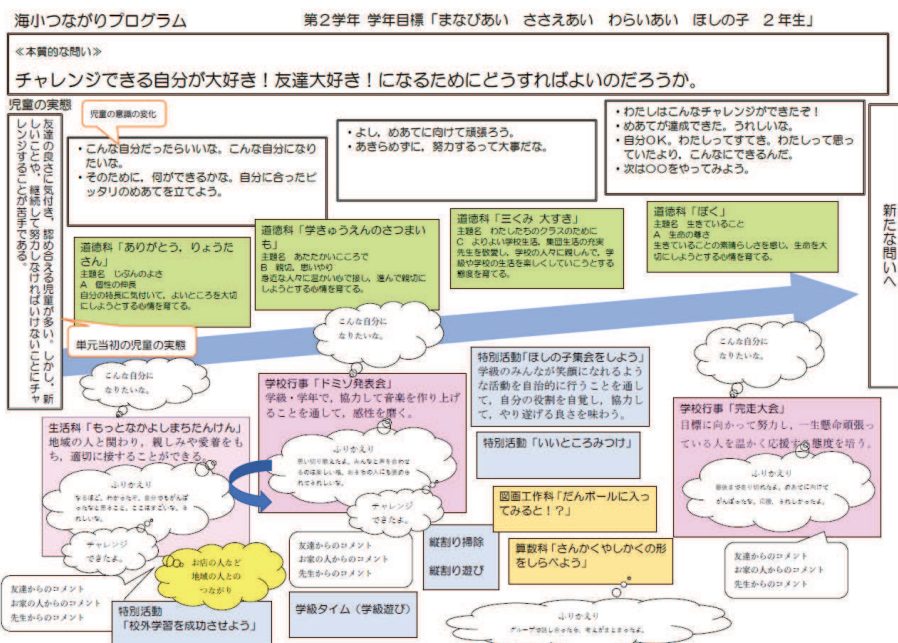 海小つながりプログラム
第2学年 学年目標「まなびあい ささえあい わらいあい ほしの子 2年生」
≪本質的な問い≫
チャレンジできる自分が大好き！友達大好き！になるためにどうすればよいのだろうか。
児童の実態
友達の良さに気付き、認め合える児童が多い。しかし、新
しいことや、継続して努力しなければいけないことにチャ
レンジすることが苦手である。
児童の意識の変化
・こんな自分だったらいいな。こんな自分になり
たいな。
・そのために、何ができるかな。自分に合ったピ
ッタリのめあてを立てよう。
・よし、めあてに向けて頑張ろう。
・あきらめずに、努力するって大事だな。
・わたしはこんなチャレンジができたぞ！
・めあてが達成できた。うれしいな。
・自分OK。わたしってすてき。わたしって思っ
ていたより、こんなにできるんだ。
・次は〇〇をやってみよう。
新たな問いへ
道徳科「ありがとう、りょうた
さん」
主題名 じぶんのよさ
A 個性の伸長
自分の特長に気付いて、よいところを大切
にしようとする心情を育てる。
道徳科「学きゅうえんのさつまい
も」
主題名 あたたかいこころで
B 親切、思いやり
身近な人々に温かい心で接し、進んで親切に
しようとする心情を育てる。
道徳科「三くみ 大すき」
主題名 わたしたちのクラスのために
C よりよい学校生活、集団生活の充実
先生を敬愛し、学校の人々に親しんで、学
級や学校の生活を楽しくしていこうとする
態度を育てる。
道徳科「ぼく」
主題名 生きていること
A 生命の尊さ
生きていることの素晴らしさを感じ、生命を大
切にしようとする心情を育てる。
単元当初の児童の実態
こんな自分に
なりたいな。
こんな自分に
なりたいな。
こんな自分に
なりたいな。
生活科「もっとなかよしまちたんけん」
地域の人と関わり、親しみや愛着をも
ち、適切に接することができる。
ふりかえり
チャレンジ
できたよ。
学校行事「ドミソ発表会」
学級・学年で、協力して音楽を作り上げ
ることを通して、感性を磨く。
ふりかえり
チャレンジ
できたよ。
特別活動「ほしの子集会をしよう」
学級のみんなが笑顔になれるよう
な活動を自治的に行うことを通し
て、自分の役割を自覚し、協力し
て、やり遂げる良さを味わう。
特別活動「いいところみつけ」
図画工作科「だんボールに入っ
てみると！？」
算数科「さんかくやしかくの形
をしらべよう」
ふりかえり
学校行事「完走大会」
目標に向かって努力し、一生懸命頑張っ
ている人を温かく応援する態度を培う。
ふりかえり
友達からのコメント
お家の人からのコメント
先生からのコメント
お店の人など
地域の人との
つながり
特別活動
「校外学習を成功させよう」
友達からのコメント
お家の人からのコメント
先生からのコメント
学級タイム（学級遊び）
縦割り掃除
縦割り遊び
友達からのコメント
お家の人からのコメント
先生からのコメント